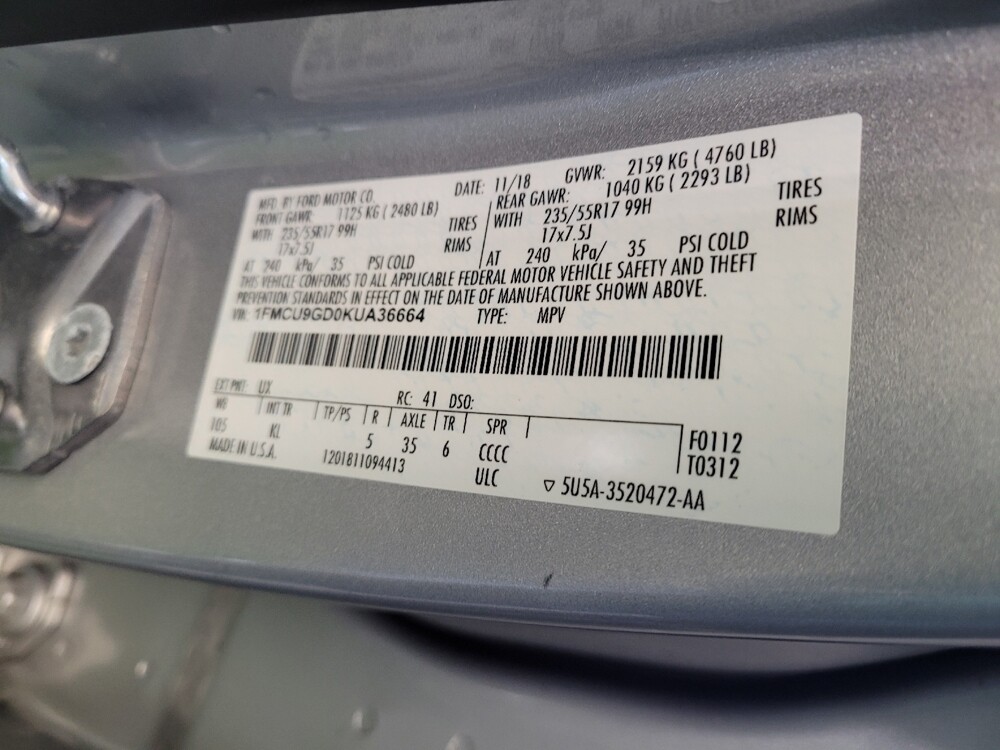 MFD. BY FORD MOTOR CO. DATE: 11/18 GVWR: 2159 KG ( 4760 LB)
FRONT GAWR: 1125 KG ( 2480 LB) REAR GAWR: 1040 KG ( 2293 LB)
WITH 235/55R17 99H TIRES WITH 235/55R17 99H TIRES
17x7.5J RIMS 17x7.5J RIMS
AT 240 kPa/ 35 PSI COLD AT 240 kPa/ 35 PSI COLD
THIS VEHICLE CONFORMS TO ALL APPLICABLE FEDERAL MOTOR VEHICLE SAFETY AND THEFT
PREVENTION STANDARDS IN EFFECT ON THE DATE OF MANUFACTURE SHOWN ABOVE.
VIN: 1FMCU9GD0KUA36664 TYPE: MPV
EXT PNT: UX RC: 41 DSO:
WB INT TR TP/PS R AXLE TR SPR F0112
105 KL 5 35 6 CCCC T0312
MADE IN U.S.A. 1201811094413 ULC ▽ 5U5A-3520472-AA